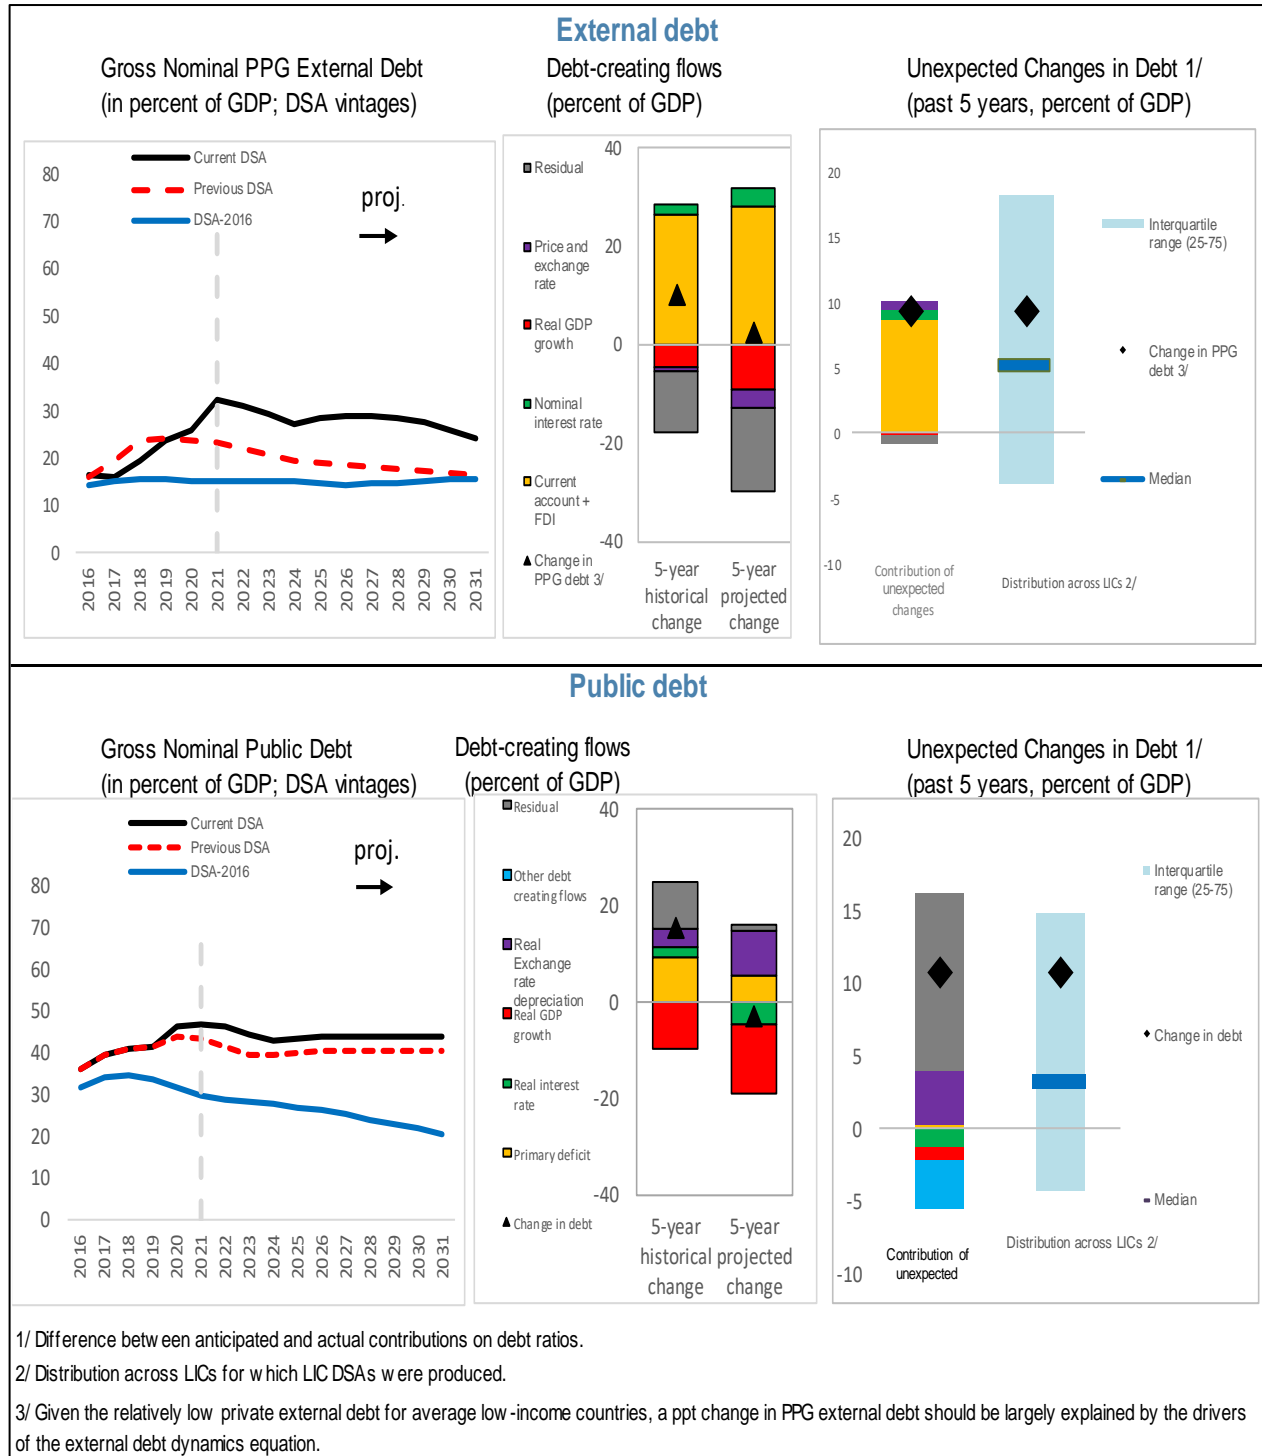 External debt
Gross Nominal PPG External Debt
(in percent of GDP; DSA vintages)
Debt-creating flows
(percent of GDP)
Unexpected Changes in Debt 1/
(past 5 years, percent of GDP)
Current DSA
Previous DSA
DSA-2016
proj.
80
70
60
50
40
30
20
10
0
2016
2017
2018
2019
2020
2021
2022
2023
2024
2025
2026
2027
2028
2029
2030
2031
Residual
Price and
exchange
rate
Real GDP
growth
Nominal
interest rate
Current
account +
FDI
Change in
PPG debt 3/
40
20
0
-20
-40
5-year
historical
change
5-year
projected
change
20
15
10
5
0
-5
-10
Contribution of
unexpected
changes
Distribution across LICs 2/
Interquartile
range (25-75)
Change in PPG
debt 3/
Median
Public debt
Gross Nominal Public Debt
(in percent of GDP; DSA vintages)
Debt-creating flows
(percent of GDP)
Unexpected Changes in Debt 1/
(past 5 years, percent of GDP)
Current DSA
Previous DSA
DSA-2016
proj.
80
70
60
50
40
30
20
10
0
2016
2017
2018
2019
2020
2021
2022
2023
2024
2025
2026
2027
2028
2029
2030
2031
Residual
Other debt
creating flows
Real
Exchange
rate
depreciation
Real GDP
growth
Real interest
rate
Primary deficit
Change in debt
40
20
0
-20
-40
5-year
historical
change
5-year
projected
change
20
15
10
5
0
-5
-10
Contribution of
unexpected
Distribution across LICs 2/
Interquartile
range (25-75)
Change in debt
Median
1/ Difference between anticipated and actual contributions on debt ratios.
2/ Distribution across LICs for which LIC DSAs were produced.
3/ Given the relatively low private external debt for average low-income countries, a ppt change in PPG external debt should be largely explained by the drivers
of the external debt dynamics equation.